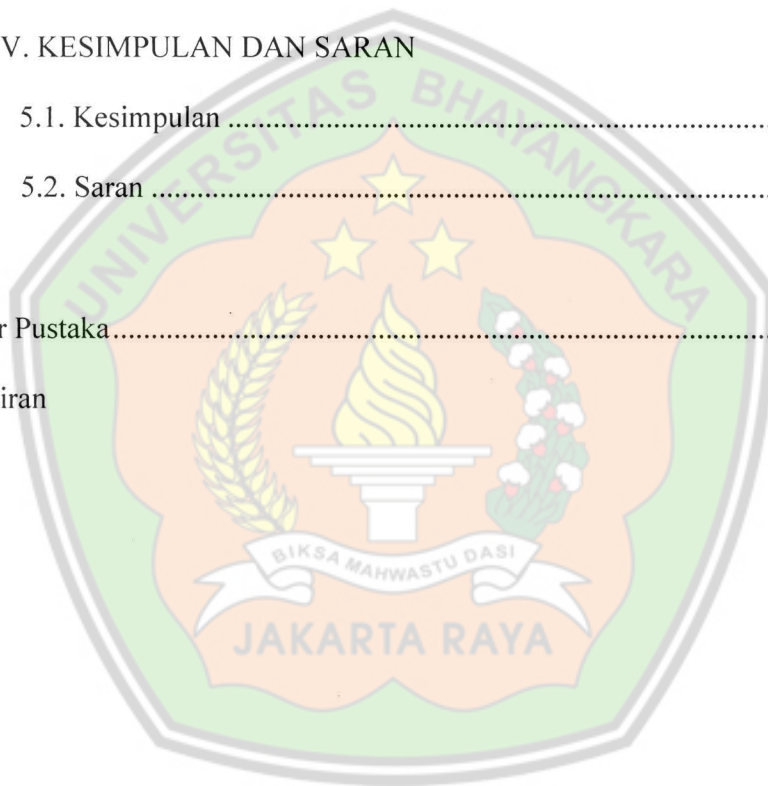 V. KESIMPULAN DAN SARAN
5.1. Kesimpulan ........................................................................
5.2. Saran ..................................................................................
r Pustaka.......................................................................................
iran
UNIVERSITAS BHAYANGKARA
BIKSA MAHWASTU DASI
JAKARTA RAYA